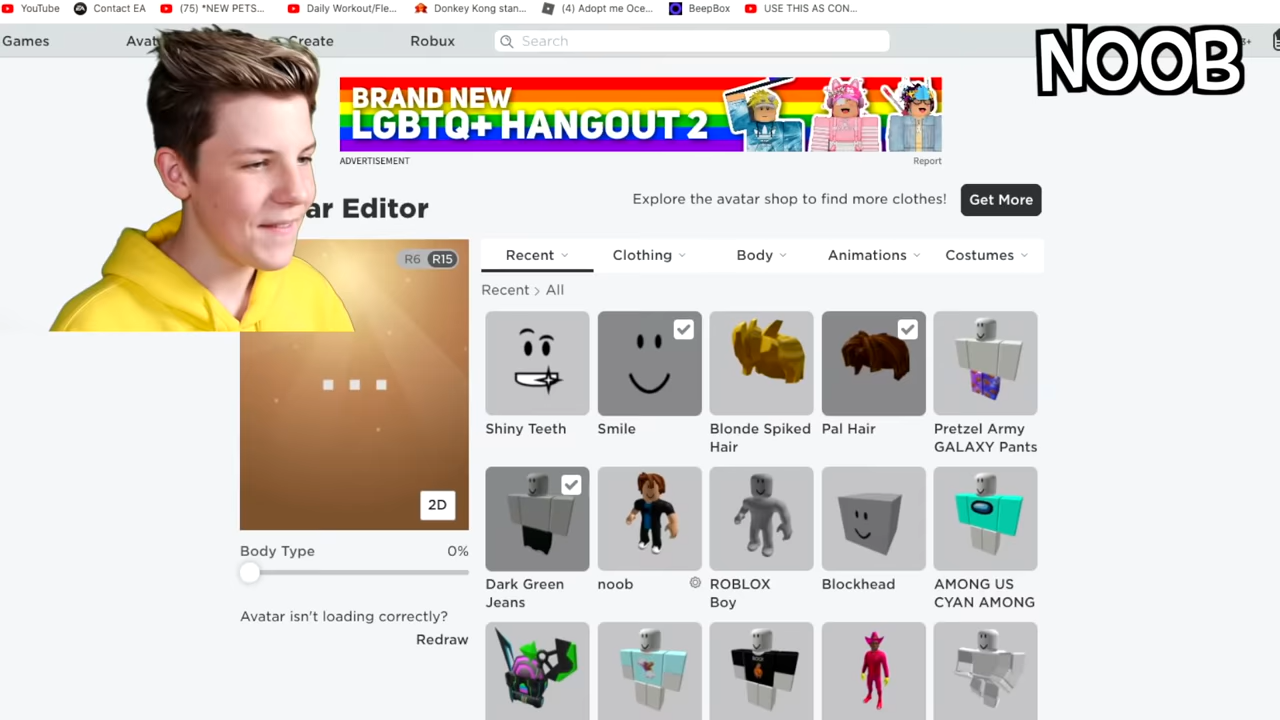 YouTube
Contact EA
(75) *NEW PETS...
Daily Workout/Fle...
Donkey Kong stan...
(4) Adopt me Oce...
BeepBox
USE THIS AS CON...
Games
Create
Robux
Search
NOOB
BRAND NEW
LGBTQ+ HANGOUT 2
ADVERTISEMENT
Report
ar Editor
Explore the avatar shop to find more clothes!
Get More
R6
R15
2D
Body Type
0%
Avatar isn't loading correctly?
Redraw
Recent
Clothing
Body
Animations
Costumes
Recent > All
Shiny Teeth
Smile
Blonde Spiked
Hair
Pal Hair
Pretzel Army
GALAXY Pants
Dark Green
Jeans
noob
ROBLOX
Boy
Blockhead
AMONG US
CYAN AMONG